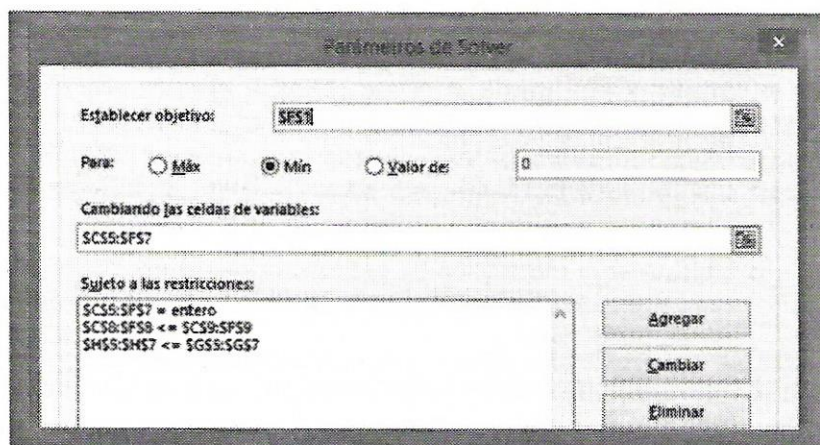 Parámetros de Solver
Establecer objetivo:
$F$1
Para:
Máx
Mín
Valor de:
0
Cambiando las celdas de variables:
$C$5:$F$7
Sujeto a las restricciones:
$C$5:$F$7 = entero
$C$8:$F$8 <= $C$9:$F$9
$H$5:$H$7 <= $G$5:$G$7
Agregar
Cambiar
Eliminar